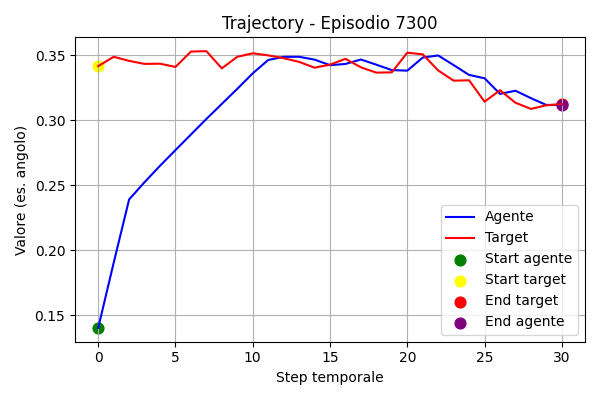 Trajectory - Episodio 7300
Valore (es. angolo)
0.35
0.30
0.25
0.20
0.15
0
5
10
15
20
25
30
Step temporale
Agente
Target
Start agente
Start target
End target
End agente